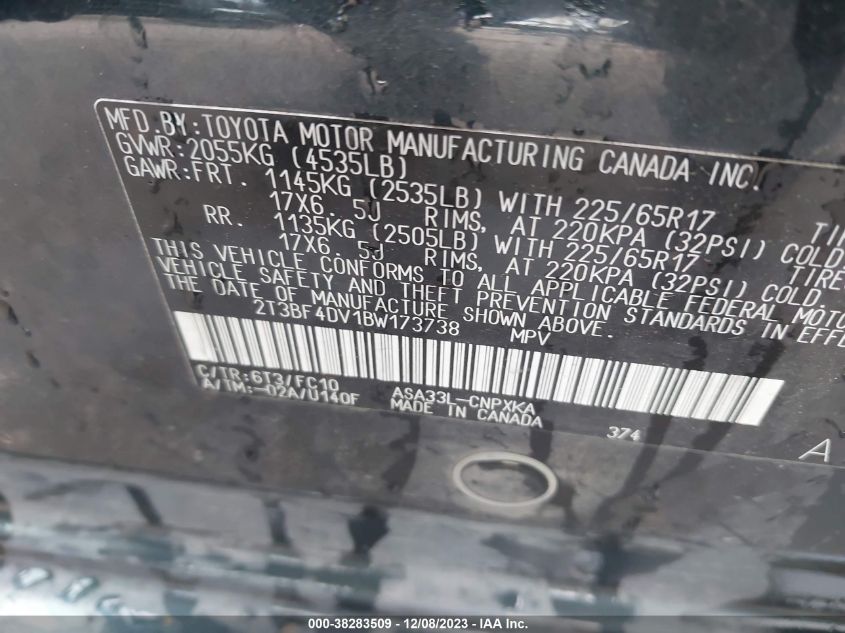 MFD.BY:TOYOTA MOTOR MANUFACTURING CANADA INC.
GVWR:2055KG (4535LB)
GAWR:FRT. 1145KG (2535LB) WITH 225/65R17
17X6. 5J RIMS, AT 220KPA (32PSI) COLD
RR. 1135KG (2505LB) WITH 225/65R17 TIRE
17X6. 5J RIMS, AT 220KPA (32PSI) COLD.
THIS VEHICLE CONFORMS TO ALL APPLICABLE FEDERAL MOTOR
VEHICLE SAFETY AND THEFT PREVENTION STANDARDS IN EFFE
THE DATE OF MANUFACTURE SHOWN ABOVE.
2T3BF4DV1BW173738 MPV
C/TR:6T3/FC10 ASA33L-CNPXKA
A/TM:-02A/U140F MADE IN CANADA
374
A
000-38283509 - 12/08/2023 - IAA Inc.